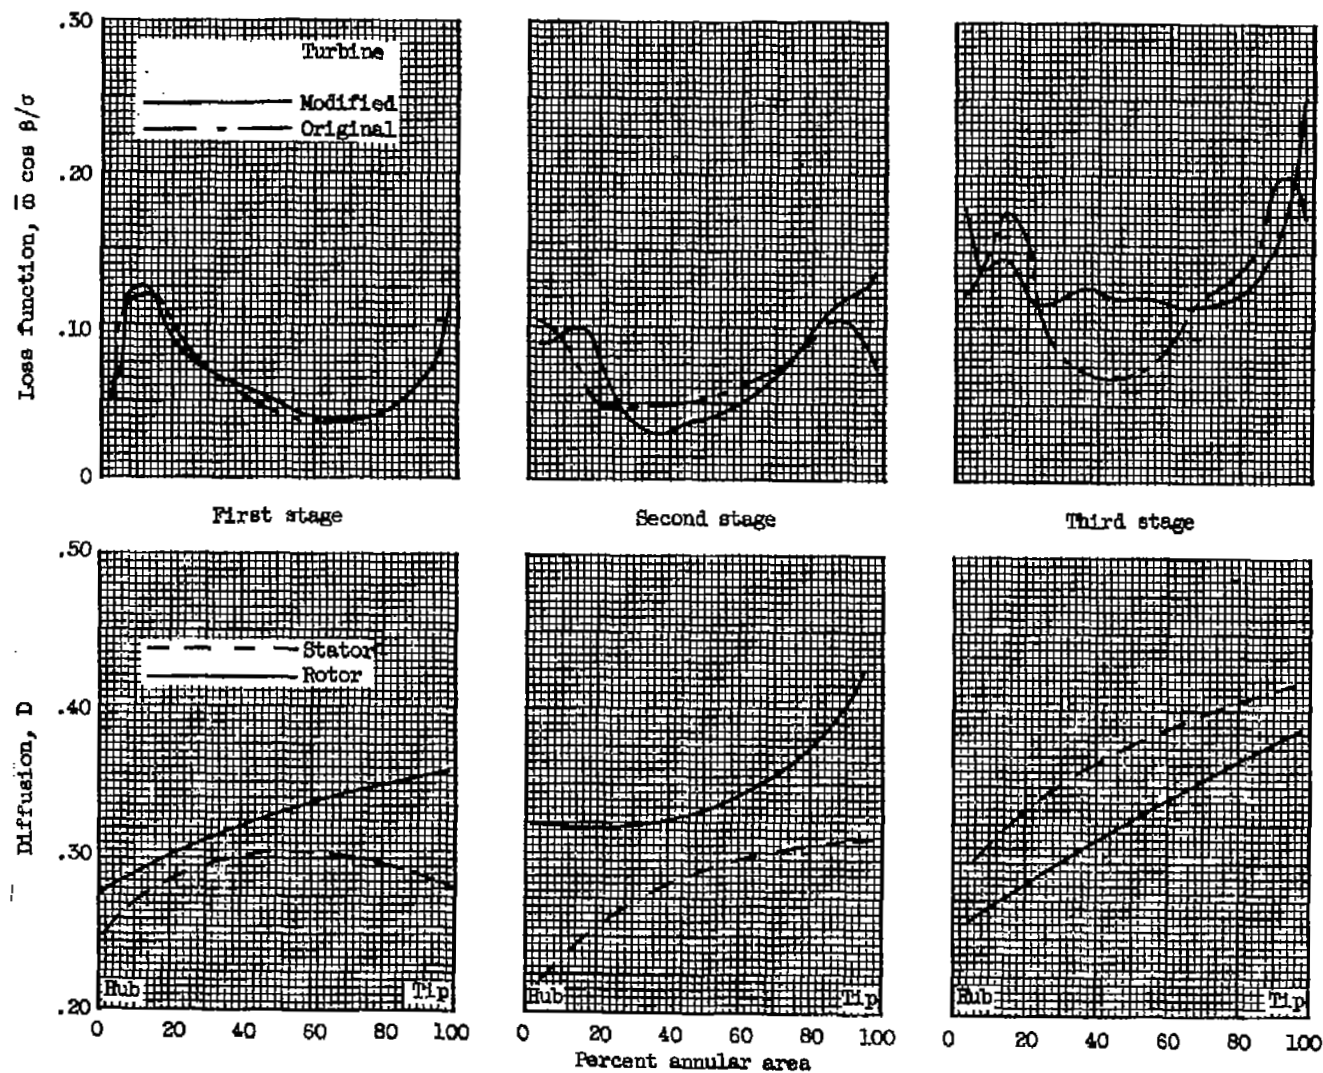 .30
.20
.10
0
Loss function, ω̅ cos β/σ
Turbine
Modified
Original
First stage
Second stage
Third stage
.50
.40
.30
.20
Diffusion, D
Stator
Rotor
Hub
Tip
Hub
Tip
Hub
Tip
0 20 40 60 80 100
0 20 40 60 80 100
0 20 40 60 80 100
Percent annular area